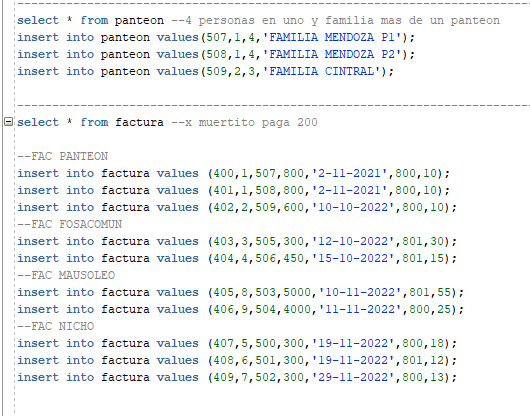 select * from panteon --4 personas en uno y familia mas de un panteon
insert into panteon values(507,1,4,'FAMILIA MENDOZA P1');
insert into panteon values(508,1,4,'FAMILIA MENDOZA P2');
insert into panteon values(509,2,3,'FAMILIA CINTRAL');
select * from factura --x muertito paga 200
--FAC PANTEON
insert into factura values (400,1,507,800,'2-11-2021',800,10);
insert into factura values (401,1,508,800,'2-11-2021',800,10);
insert into factura values (402,2,509,600,'10-10-2022',800,10);
--FAC FOSACOMUN
insert into factura values (403,3,505,300,'12-10-2022',801,30);
insert into factura values (404,4,506,450,'15-10-2022',801,15);
--FAC MAUSOLEO
insert into factura values (405,8,503,5000,'10-11-2022',801,55);
insert into factura values (406,9,504,4000,'11-11-2022',800,25);
--FAC NICHO
insert into factura values (407,5,500,300,'19-11-2022',800,18);
insert into factura values (408,6,501,300,'19-11-2022',801,12);
insert into factura values (409,7,502,300,'29-11-2022',800,13);